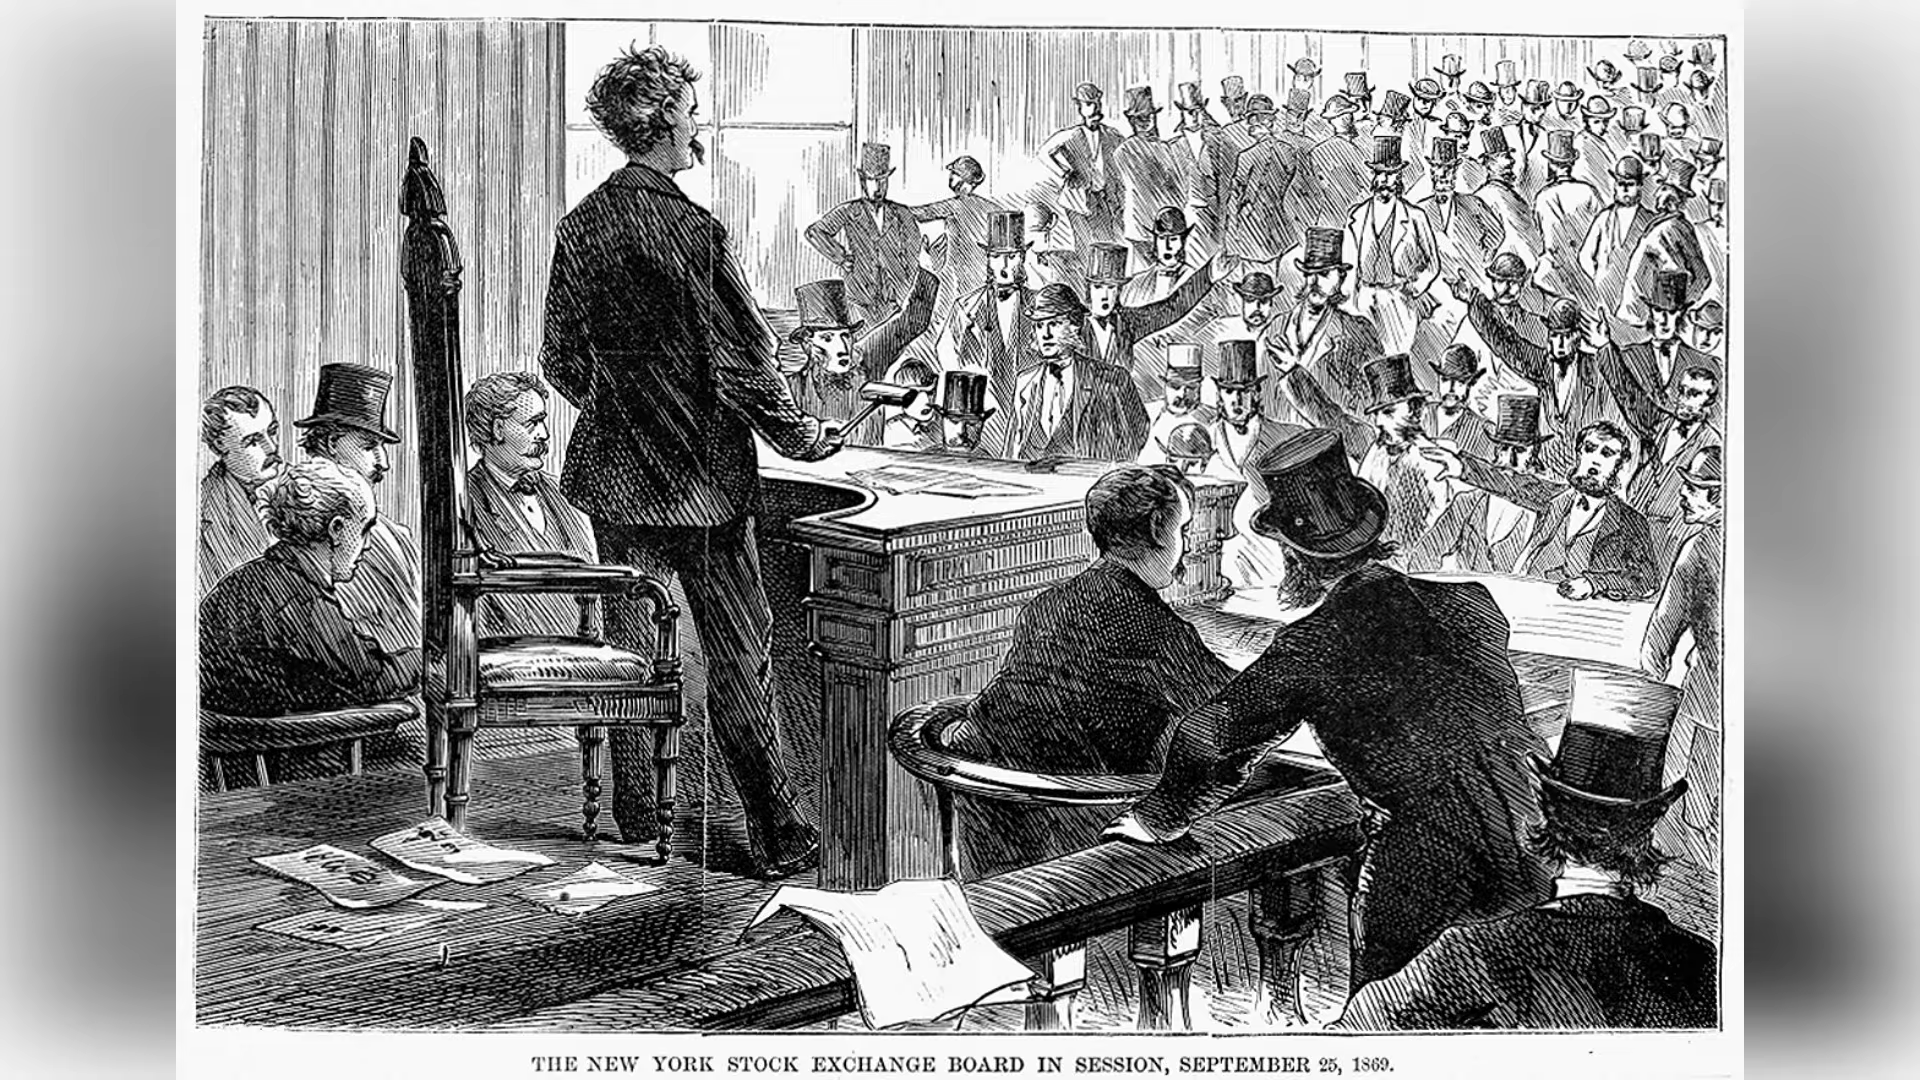 THE NEW YORK STOCK EXCHANGE BOARD IN SESSION, SEPTEMBER 25, 1869.